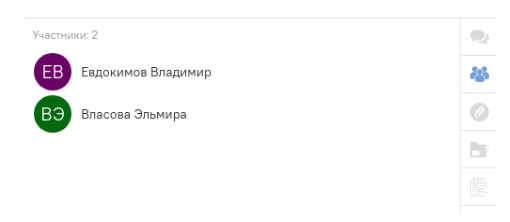 Участники: 2
ЕВ Евдокимов Владимир
ВЭ Власова Эльмира